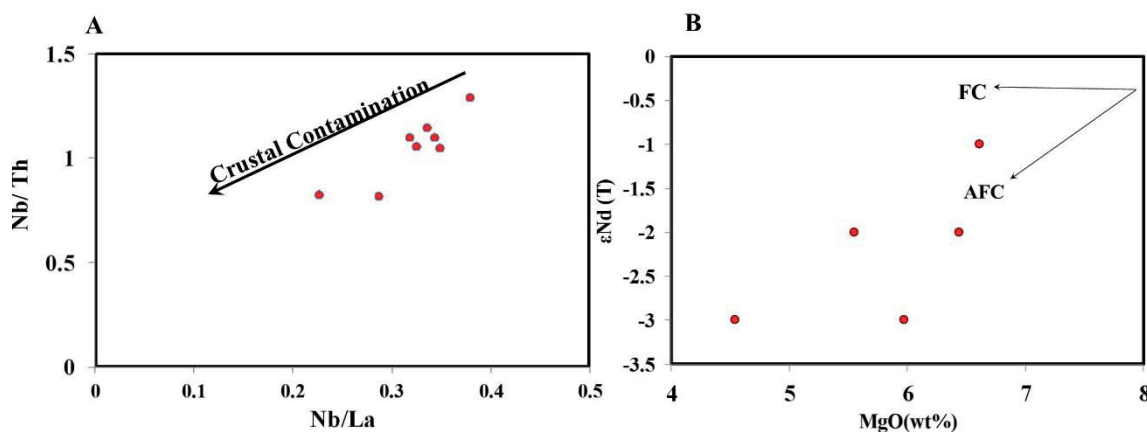 A
1.5
1
0.5
0
Nb/ Th
Crustal Contamination
0
0.1
0.2
0.3
0.4
0.5
Nb/La
B
0
-0.5
-1
-1.5
-2
-2.5
-3
-3.5
εNd (T)
FC
AFC
4
5
6
7
8
MgO(wt%)